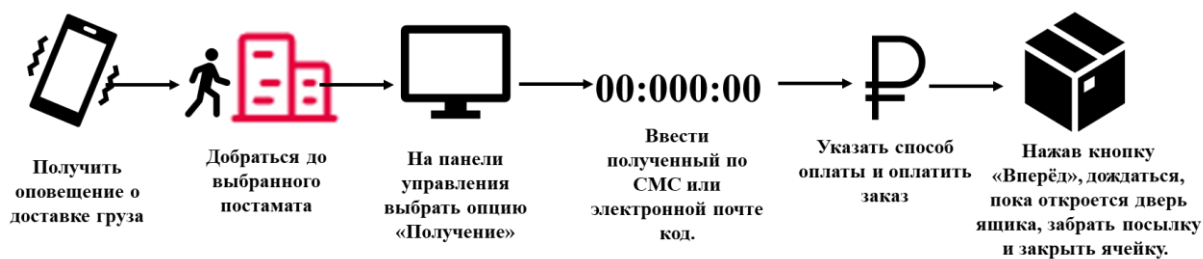 Получить
оповещение о
доставке груза
Добраться до
выбранного
постамата
На панели
управления
выбрать опцию
«Получение»
00:000:00
Ввести
полученный по
СМС или
электронной почте
код.
Указать способ
оплаты и оплатить
заказ
Нажав кнопку
«Вперёд», дождаться,
пока откроется дверь
ящика, забрать посылку
и закрыть ячейку.